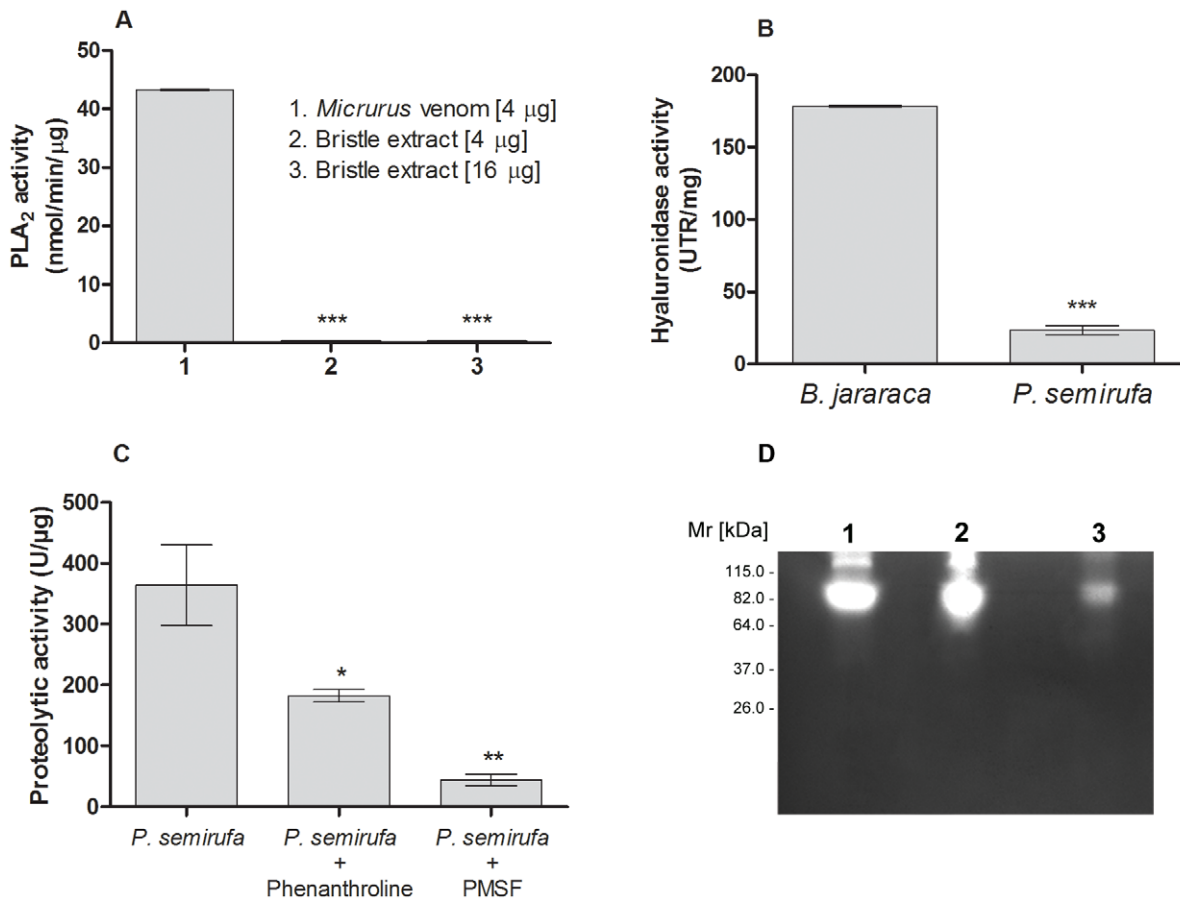 A
PLA₂ activity
(nmol/min/μg)
50
40
30
20
10
0
1. Micrurus venom [4 μg]
2. Bristle extract [4 μg]
3. Bristle extract [16 μg]
*** ***
1 2 3
B
Hyaluronidase activity
(UTR/mg)
200
150
100
50
0
***
B. jararaca P. semirufa
C
Proteolytic activity (U/μg)
500
400
300
200
100
0
*
**
P. semirufa P. semirufa P. semirufa
+ +
Phenanthroline PMSF
D
Mr [kDa] 1 2 3
115.0 -
82.0 -
64.0 -
37.0 -
26.0 -